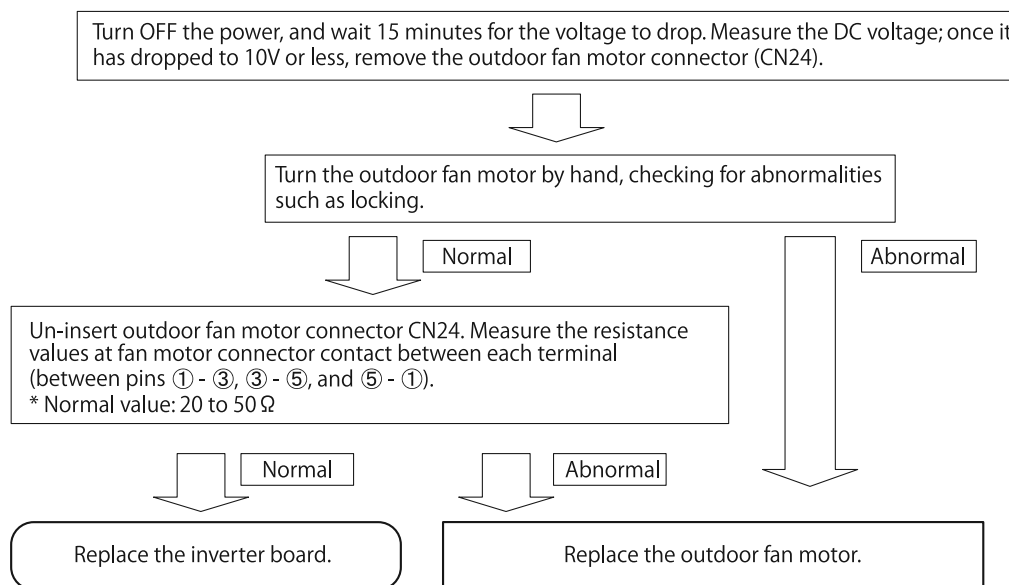 Turn OFF the power, and wait 15 minutes for the voltage to drop. Measure the DC voltage; once it
has dropped to 10V or less, remove the outdoor fan motor connector (CN24).
Turn the outdoor fan motor by hand, checking for abnormalities
such as locking.
Normal
Abnormal
Un-insert outdoor fan motor connector CN24. Measure the resistance
values at fan motor connector contact between each terminal
(between pins ① - ③, ③ - ⑤, and ⑤ - ①).
* Normal value: 20 to 50 Ω
Normal
Abnormal
Replace the inverter board.
Replace the outdoor fan motor.